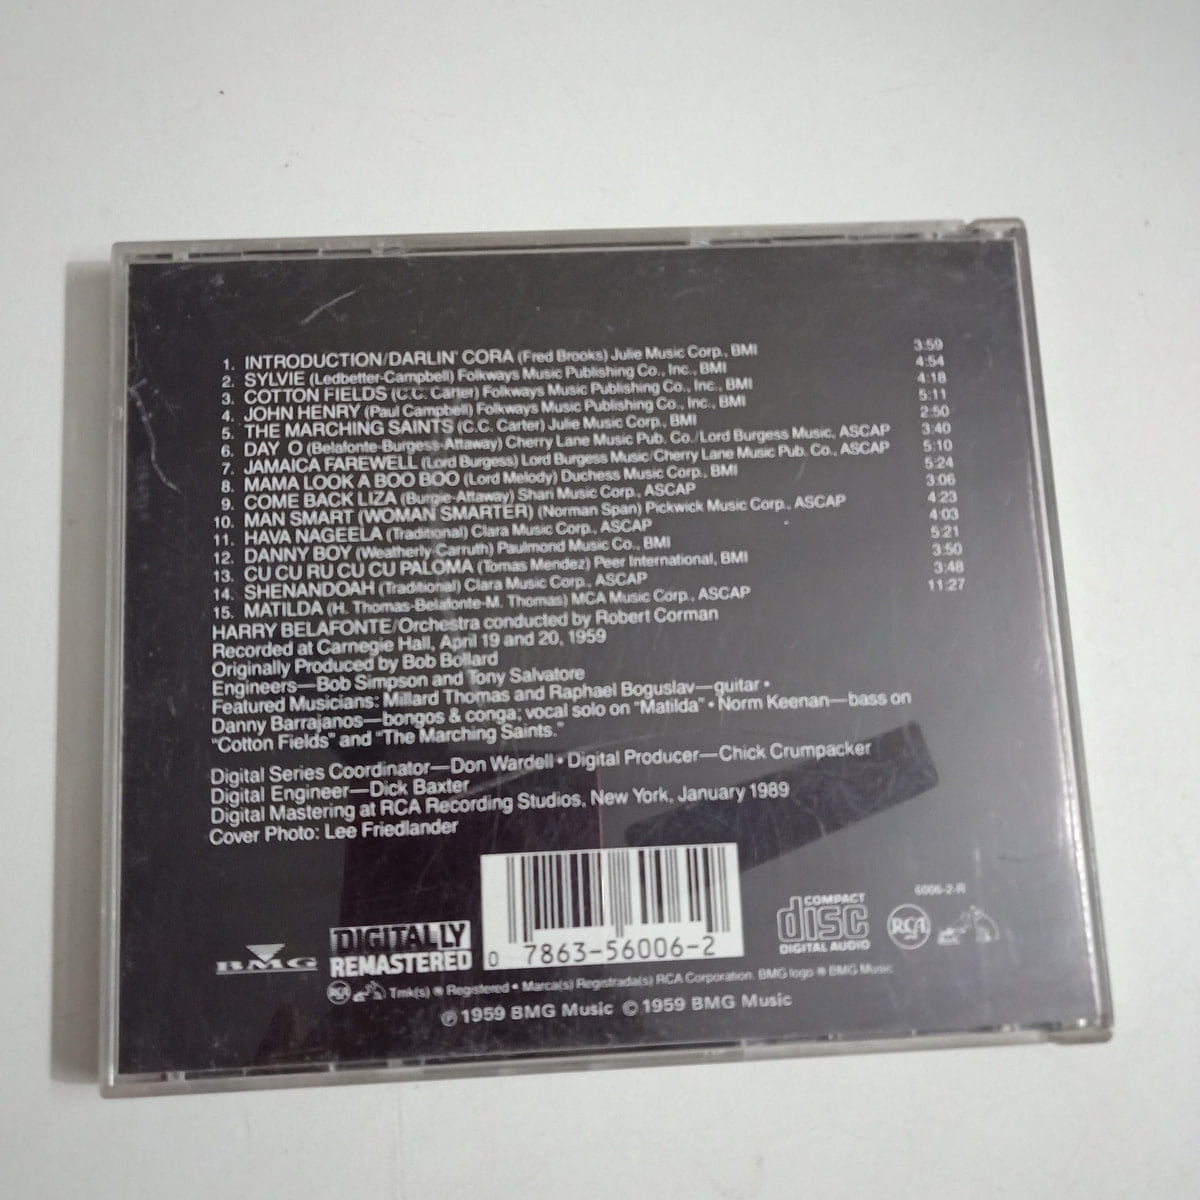 1. INTRODUCTION/DARLIN' CORA (Fred Brooks) Julie Music Corp., BMI 3:59
2. SYLVIE (Ledbetter-Campbell) Folkways Music Publishing Co., Inc., BMI 4:54
3. COTTON FIELDS (C.C. Carter) Folkways Music Publishing Co., Inc., BMI 4:18
4. JOHN HENRY (Paul Campbell) Folkways Music Publishing Co., Inc., BMI 5:11
5. THE MARCHING SAINTS (C.C. Carter) Julie Music Corp., BMI 2:50
6. DAY O (Belafonte-Burgess-Attaway) Cherry Lane Music Pub. Co./Lord Burgess Music, ASCAP 3:40
7. JAMAICA FAREWELL (Lord Burgess) Lord Burgess Music/Cherry Lane Music Pub. Co., ASCAP 5:10
8. MAMA LOOK A BOO BOO (Lord Melody) Duchess Music Corp., BMI 5:24
9. COME BACK LIZA (Burgie-Attaway) Shari Music Corp., ASCAP 3:06
10. MAN SMART (WOMAN SMARTER) (Norman Span) Pickwick Music Corp., ASCAP 4:23
11. HAVA NAGEELA (Traditional) Clara Music Corp., ASCAP 4:03
12. DANNY BOY (Weatherly-Carruth) Paulmond Music Co., BMI 5:21
13. CU CU RU CU CU PALOMA (Tomas Mendez) Peer International, BMI 3:50
14. SHENANDOAH (Traditional) Clara Music Corp., ASCAP 3:48
15. MATILDA (H. Thomas-Belafonte-M. Thomas) MCA Music Corp., ASCAP 11:27
HARRY BELAFONTE/Orchestra conducted by Robert Corman
Recorded at Carnegie Hall, April 19 and 20, 1959
Originally Produced by Bob Bollard
Engineers—Bob Simpson and Tony Salvatore
Featured Musicians: Millard Thomas and Raphael Boguslav—guitar •
Danny Barrajanos—bongos & conga; vocal solo on "Matilda" • Norm Keenan—bass on
"Cotton Fields" and "The Marching Saints."
Digital Series Coordinator—Don Wardell • Digital Producer—Chick Crumpacker
Digital Engineer—Dick Baxter
Digital Mastering at RCA Recording Studios, New York, January 1989
Cover Photo: Lee Friedlander
6006-2-R
BMG
DIGITALLY
REMASTERED
0 7863-56006-2
COMPACT
disc
DIGITAL AUDIO
RCA
RCA Tmk(s) ® Registered • Marca(s) Registrada(s) RCA Corporation. BMG logo ® BMG Music
℗ 1959 BMG Music © 1959 BMG Music